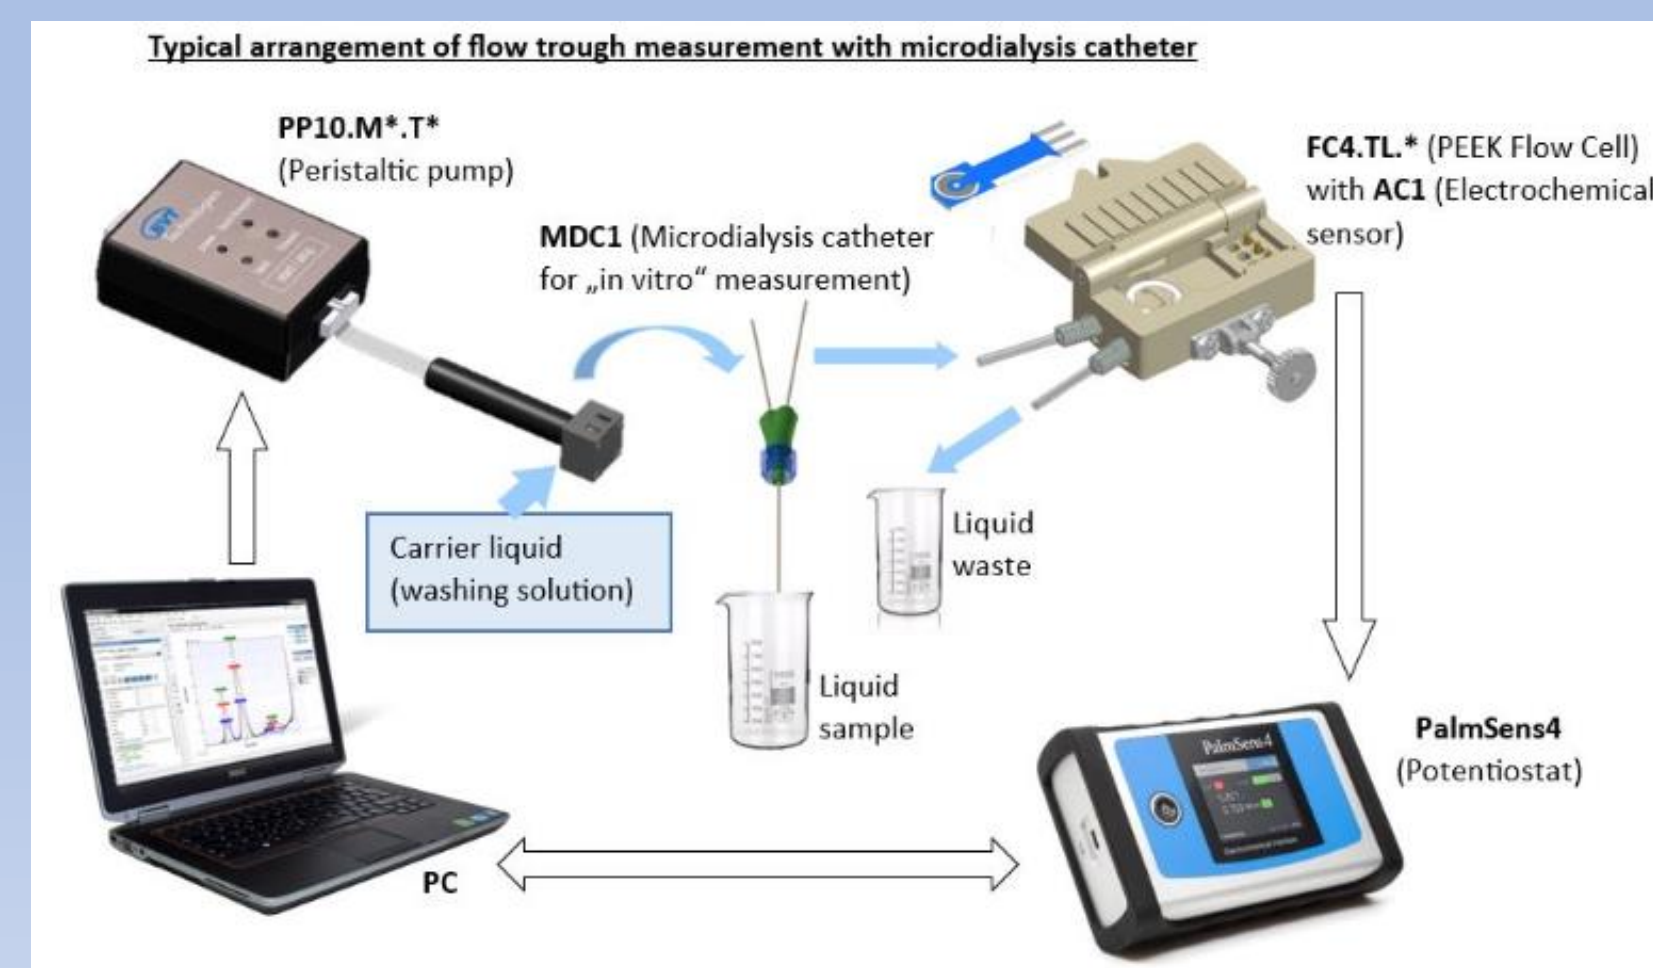 Typical arrangement of flow trough measurement with microdialysis catheter
PP10.M*.T*
(Peristaltic pump)
FC4.TL.* (PEEK Flow Cell)
with AC1 (Electrochemical
sensor)
MDC1 (Microdialysis catheter
for „in vitro“ measurement)
BVT
Carrier liquid
(washing solution)
Liquid
waste
Liquid
sample
PalmSens4
PalmSens4
(Potentiostat)
PC